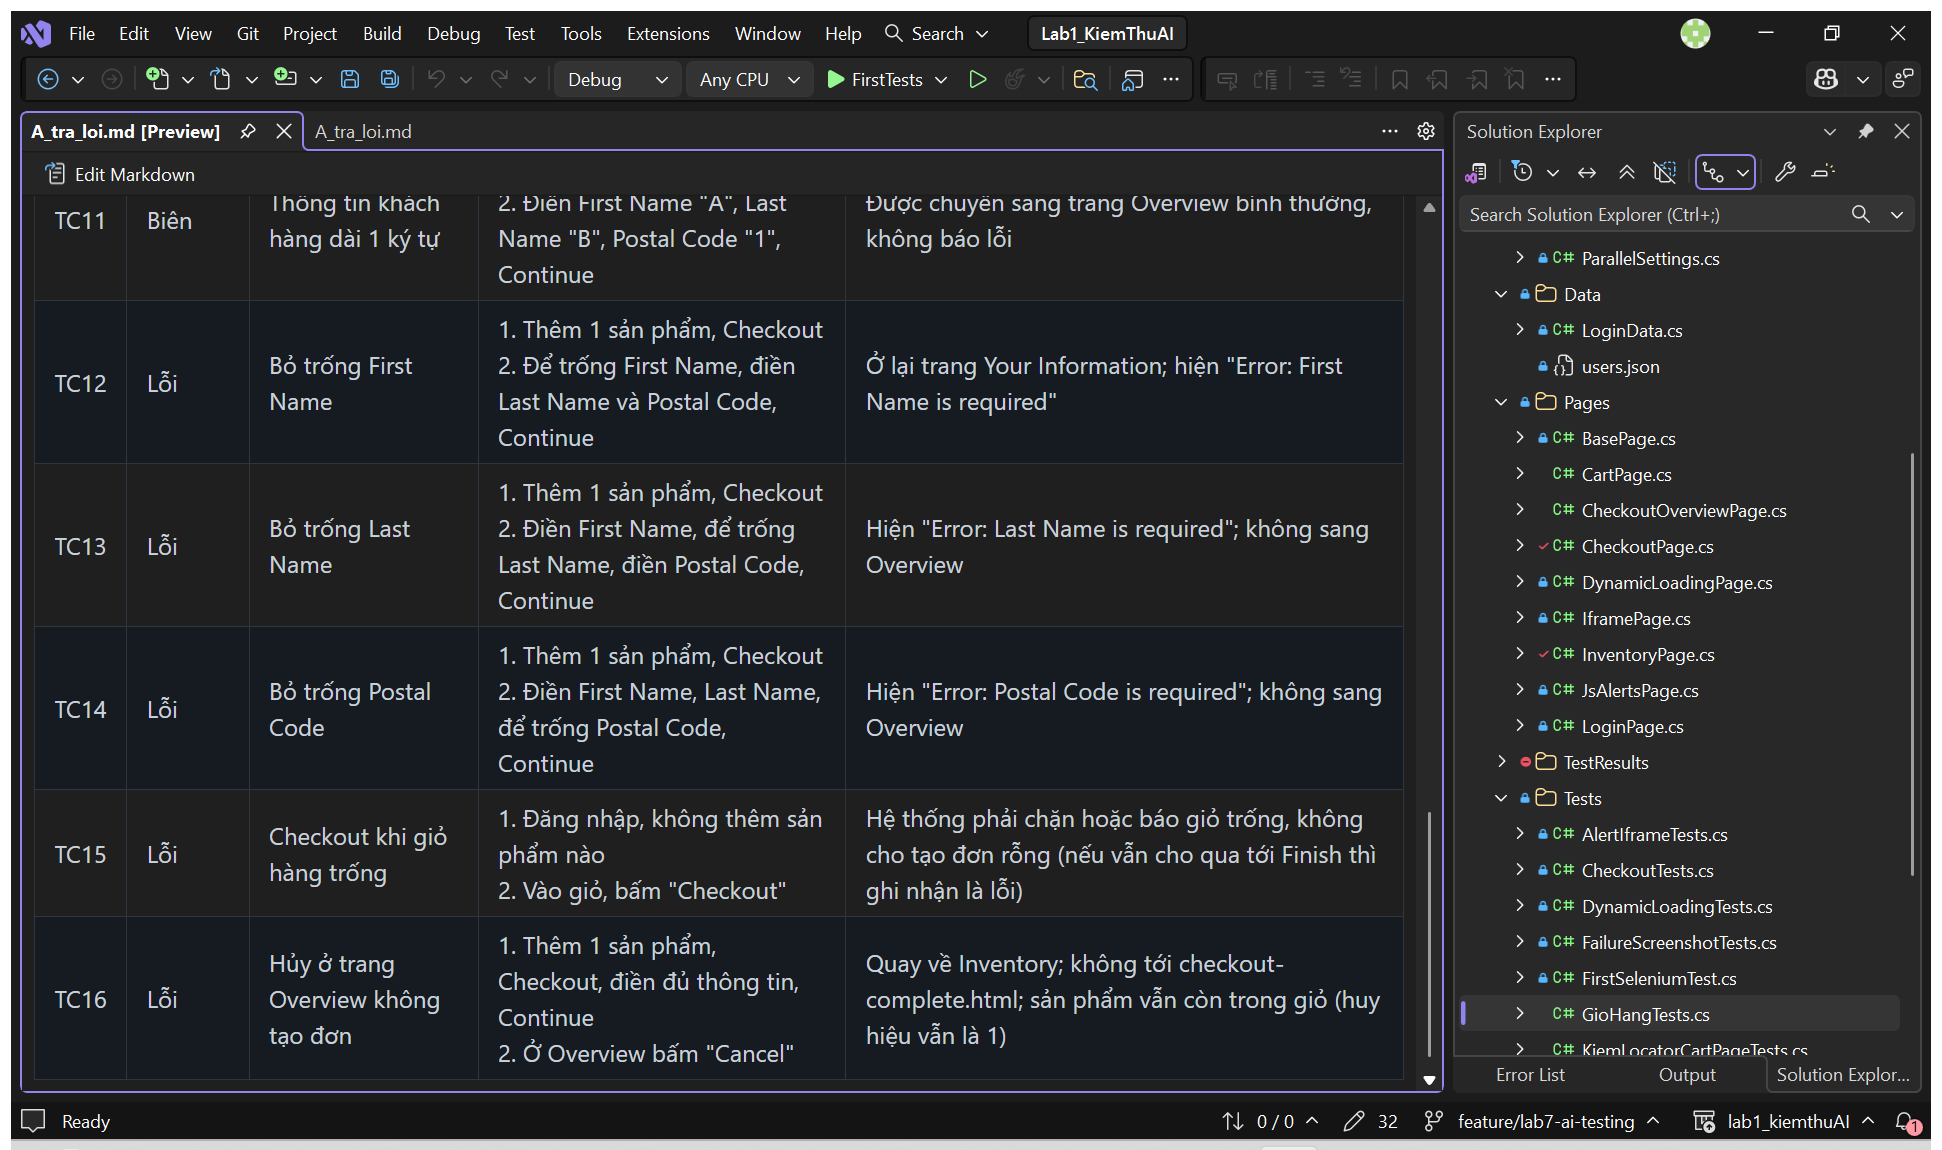 File Edit View Git Project Build Debug Test Tools Extensions Window Help Search Lab1_KiemThuAI
Debug Any CPU FirstTests
A_tra_loi.md [Preview] A_tra_loi.md
Edit Markdown
TC11 Biên Thông tin khách hàng dài 1 ký tự
2. Điền First Name "A", Last
Name "B", Postal Code "1",
Continue
Được chuyển sang trang Overview bình thường,
không báo lỗi
TC12 Lỗi
Bỏ trống First
Name
1. Thêm 1 sản phẩm, Checkout
2. Để trống First Name, điền
Last Name và Postal Code,
Continue
Ở lại trang Your Information; hiện "Error: First
Name is required"
TC13 Lỗi
Bỏ trống Last
Name
1. Thêm 1 sản phẩm, Checkout
2. Điền First Name, để trống
Last Name, điền Postal Code,
Continue
Hiện "Error: Last Name is required"; không sang
Overview
TC14 Lỗi
Bỏ trống Postal
Code
1. Thêm 1 sản phẩm, Checkout
2. Điền First Name, Last Name,
để trống Postal Code,
Continue
Hiện "Error: Postal Code is required"; không sang
Overview
TC15 Lỗi
Checkout khi giỏ
hàng trống
1. Đăng nhập, không thêm sản
phẩm nào
2. Vào giỏ, bấm "Checkout"
Hệ thống phải chặn hoặc báo giỏ trống, không
cho tạo đơn rỗng (nếu vẫn cho qua tới Finish thì
ghi nhận là lỗi)
TC16 Lỗi
Hủy ở trang
Overview không
tạo đơn
1. Thêm 1 sản phẩm,
Checkout, điền đủ thông tin,
Continue
2. Ở Overview bấm "Cancel"
Quay về Inventory; không tới checkout-
complete.html; sản phẩm vẫn còn trong giỏ (huy
hiệu vẫn là 1)
Solution Explorer
Search Solution Explorer (Ctrl+;)
C# ParallelSettings.cs
Data
C# LoginData.cs
users.json
Pages
C# BasePage.cs
C# CartPage.cs
C# CheckoutOverviewPage.cs
C# CheckoutPage.cs
C# DynamicLoadingPage.cs
C# IframePage.cs
C# InventoryPage.cs
C# JsAlertsPage.cs
C# LoginPage.cs
TestResults
Tests
C# AlertIframeTests.cs
C# CheckoutTests.cs
C# DynamicLoadingTests.cs
C# FailureScreenshotTests.cs
C# FirstSeleniumTest.cs
C# GioHangTests.cs
C# KiemLocatorCartPageTests.cs
Error List Output Solution Explor...
Ready 0 / 0 32 feature/lab7-ai-testing lab1_kiemthuAI 1